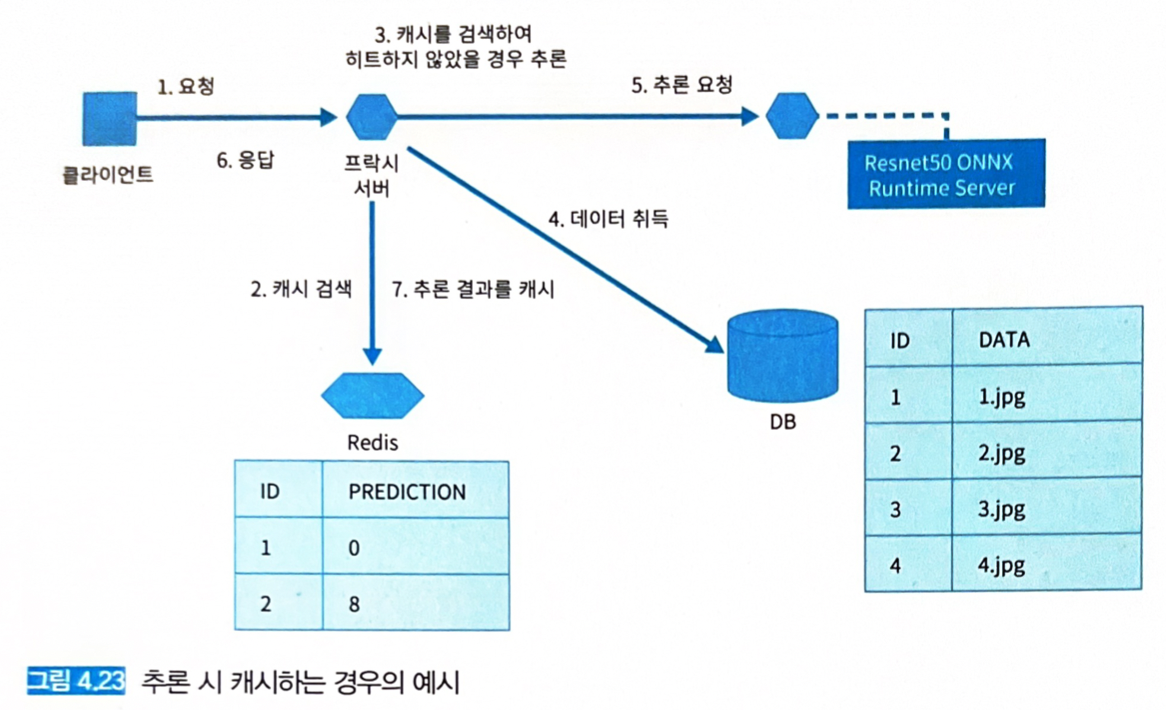 3. 캐시를 검색하여
히트하지 않았을 경우 추론
1. 요청
5. 추론 요청
6. 응답
클라이언트
프락시
서버
Resnet50 ONNX
Runtime Server
4. 데이터 취득
2. 캐시 검색
7. 추론 결과를 캐시
DB
Redis
ID PREDICTION
1 0
2 8
ID DATA
1 1.jpg
2 2.jpg
3 3.jpg
4 4.jpg
그림 4.23 추론 시 캐시하는 경우의 예시